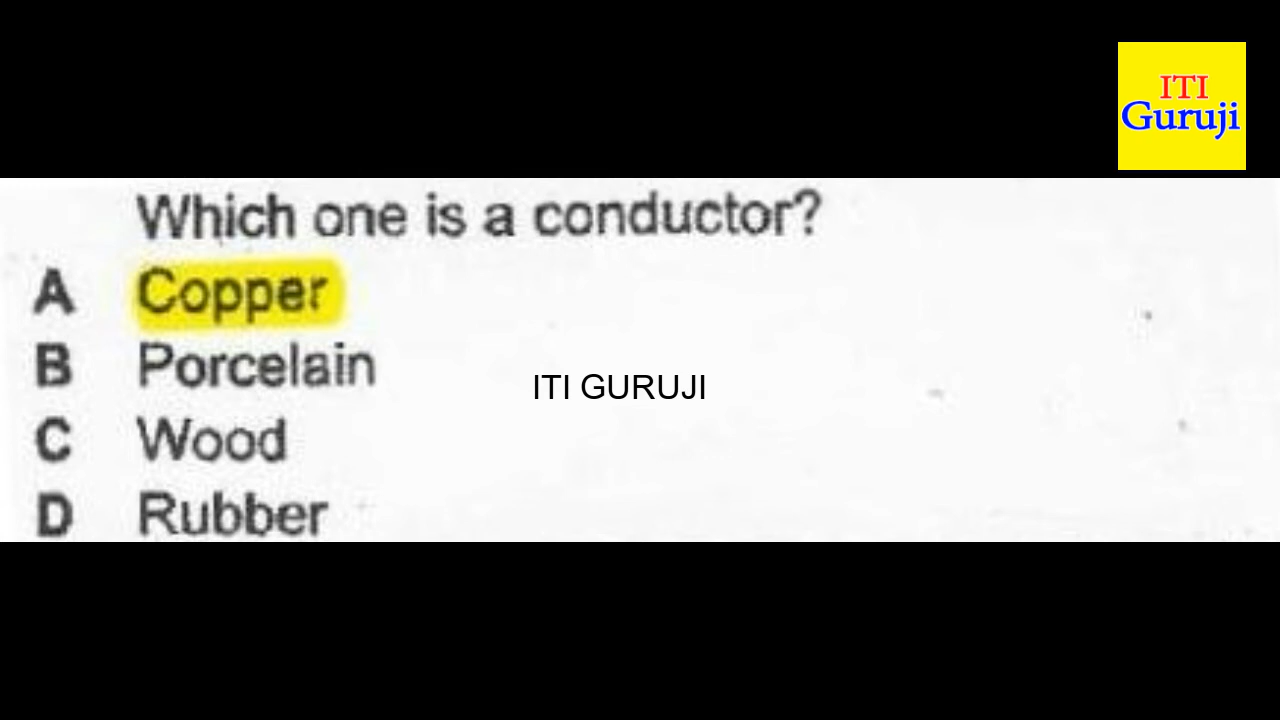 ITI
Guruji
Which one is a conductor?
A Copper
B Porcelain
ITI GURUJI
C Wood
D Rubber